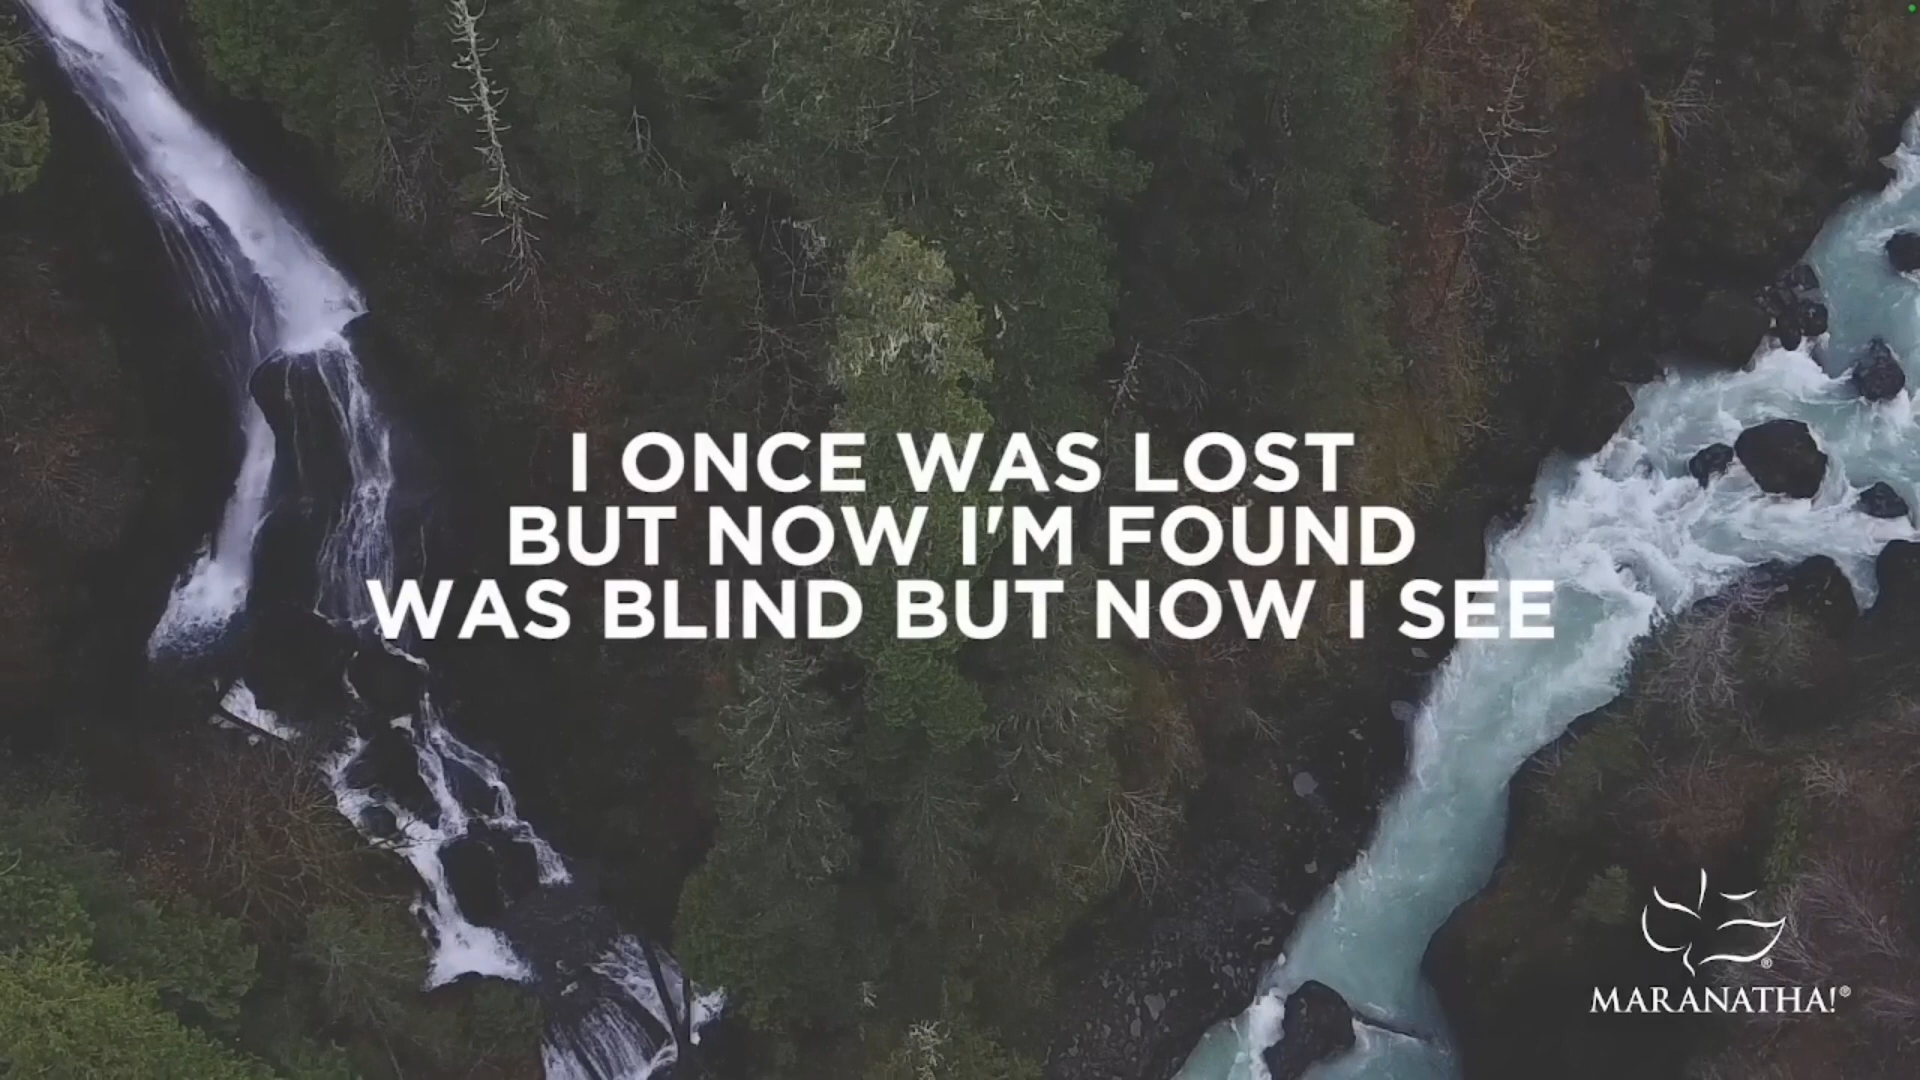 I ONCE WAS LOST
BUT NOW I'M FOUND
WAS BLIND BUT NOW I SEE
®
MARANATHA!®